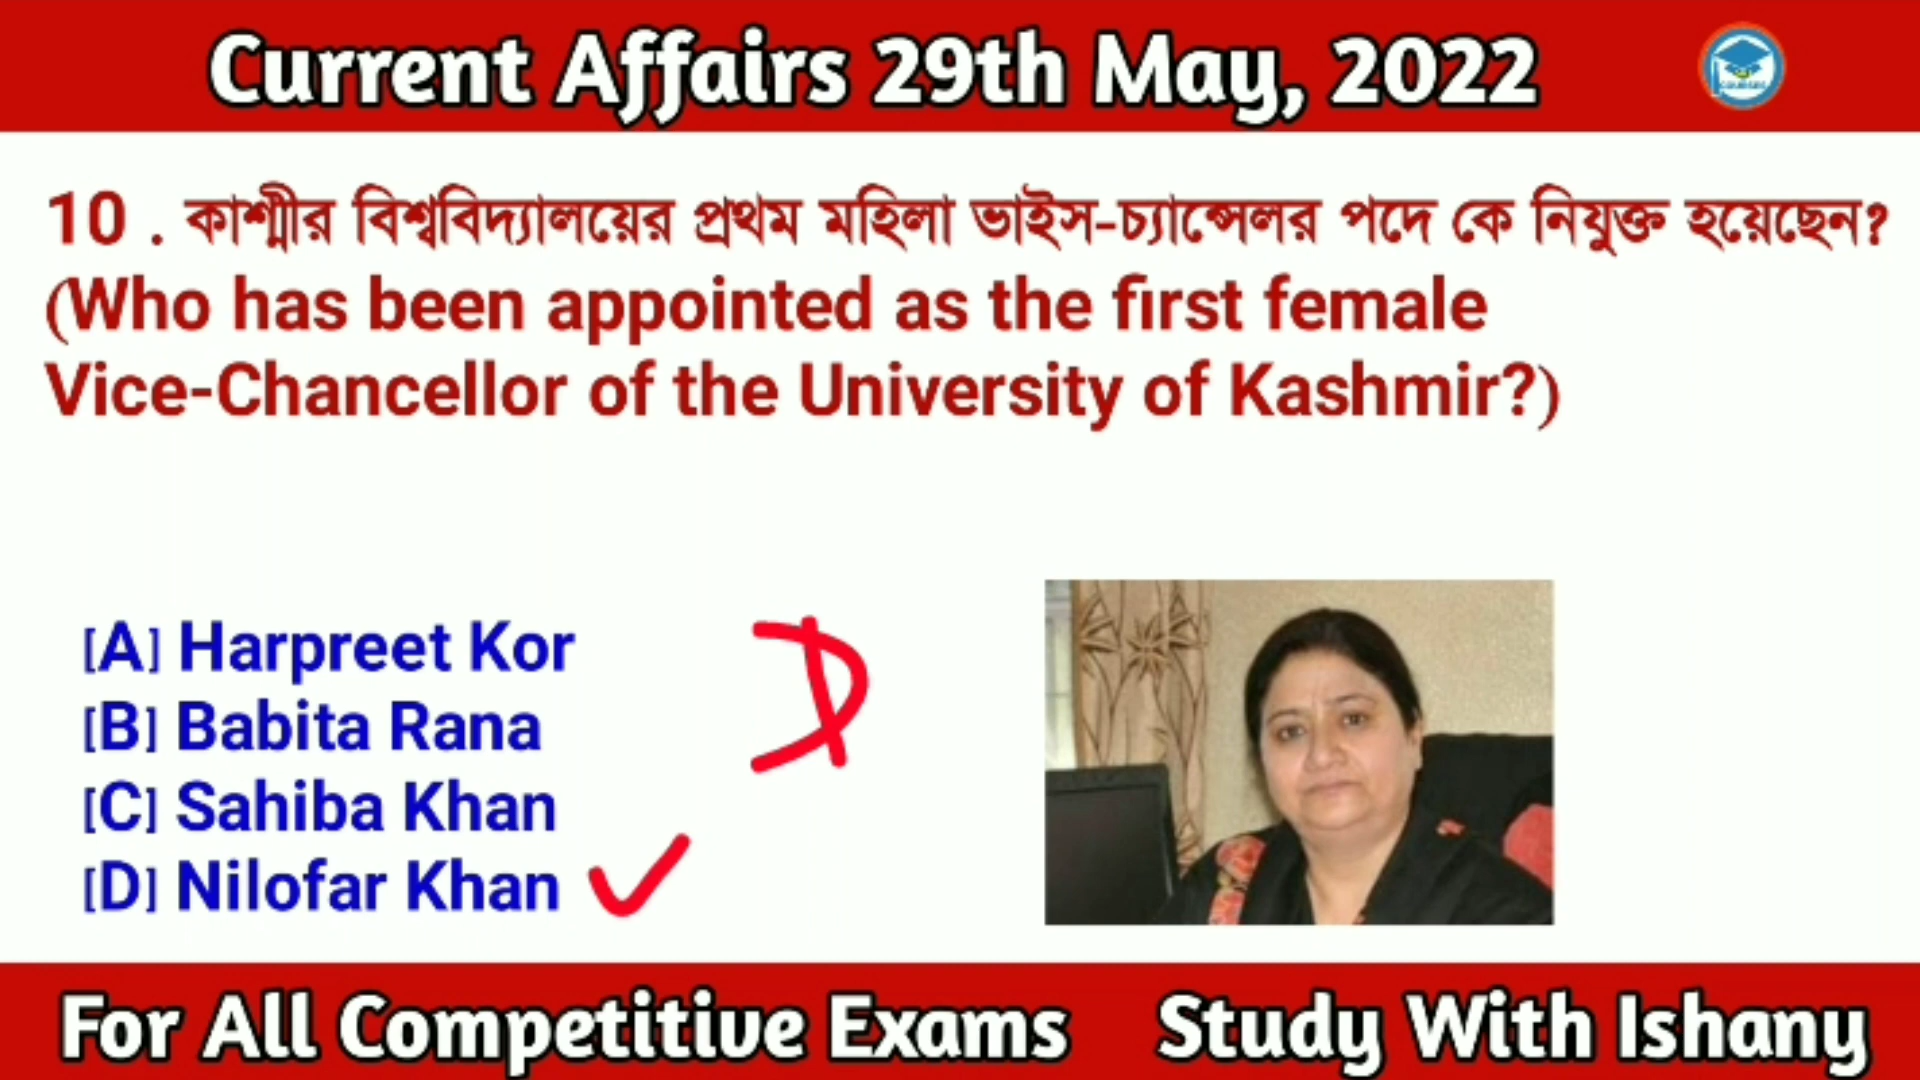 Current Affairs 29th May, 2022
10 . কাশ্মীর বিশ্ববিদ্যালয়ের প্রথম মহিলা ভাইস-চ্যান্সেলর পদে কে নিযুক্ত হয়েছেন?
(Who has been appointed as the first female
Vice-Chancellor of the University of Kashmir?)
[A] Harpreet Kor
[B] Babita Rana
[C] Sahiba Khan
[D] Nilofar Khan
For All Competitive Exams Study With Ishany